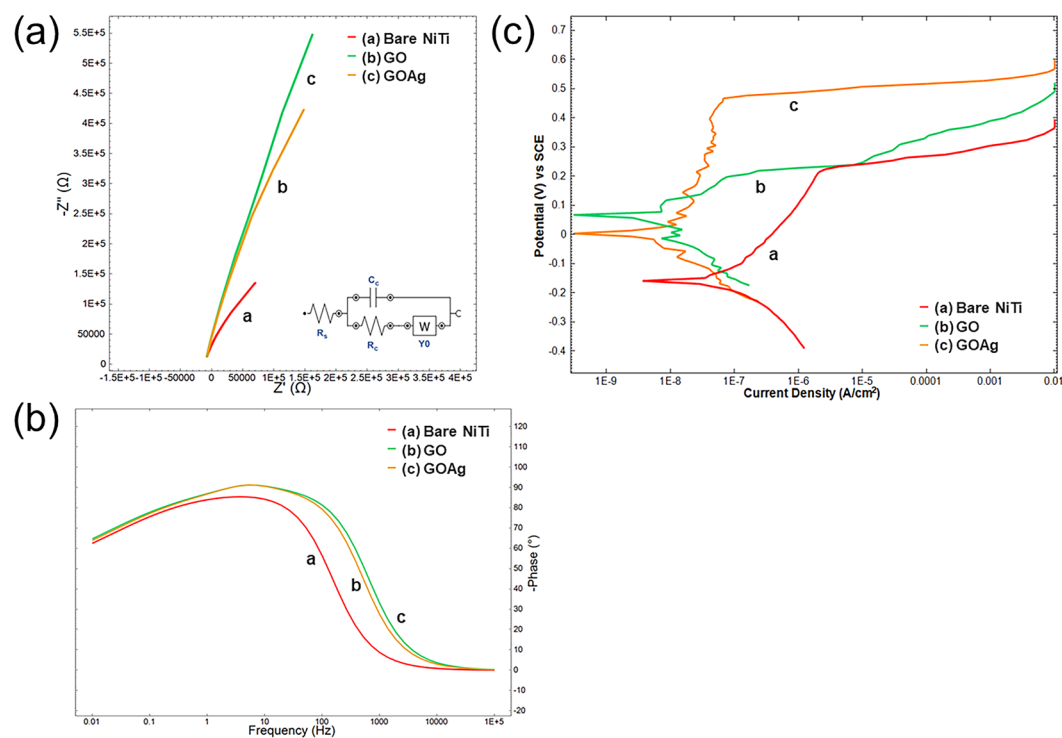 (a)
5.5E+5
5E+5
4.5E+5
4E+5
3.5E+5
3E+5
2.5E+5
2E+5
1.5E+5
1E+5
50000
0
-Z'' (Ω)
(a) Bare NiTi
(b) GO
(c) GOAg
c
b
a
Cc
Rs
Rc
W
Y0
-1.5E+5 -1E+5 -50000 0 50000 1E+5 1.5E+5 2E+5 2.5E+5 3E+5 3.5E+5 4E+5
Z' (Ω)
(c)
0.7
0.6
0.5
0.4
0.3
0.2
0.1
0
-0.1
-0.2
-0.3
-0.4
Potential (V) vs SCE
c
b
a
(a) Bare NiTi
(b) GO
(c) GOAg
1E-9 1E-8 1E-7 1E-6 1E-5 0.0001 0.001 0.01
Current Density (A/cm²)
(b)
(a) Bare NiTi
(b) GO
(c) GOAg
120
110
100
90
80
70
60
50
40
30
20
10
0
-10
-20
-Phase (°)
a
b
c
0.01 0.1 1 10 100 1000 10000 1E+5
Frequency (Hz)